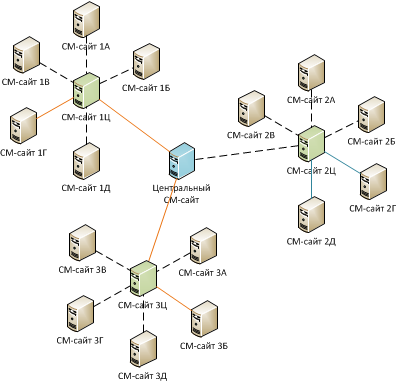 СМ-сайт 1А
СМ-сайт 1В
СМ-сайт 1Б
СМ-сайт 1Ц
СМ-сайт 1Г
СМ-сайт 1Д
СМ-сайт 2А
СМ-сайт 2В
СМ-сайт 2Б
СМ-сайт 2Ц
СМ-сайт 2Г
СМ-сайт 2Д
Центральный
СМ-сайт
СМ-сайт 3В
СМ-сайт 3А
СМ-сайт 3Ц
СМ-сайт 3Г
СМ-сайт 3Б
СМ-сайт 3Д